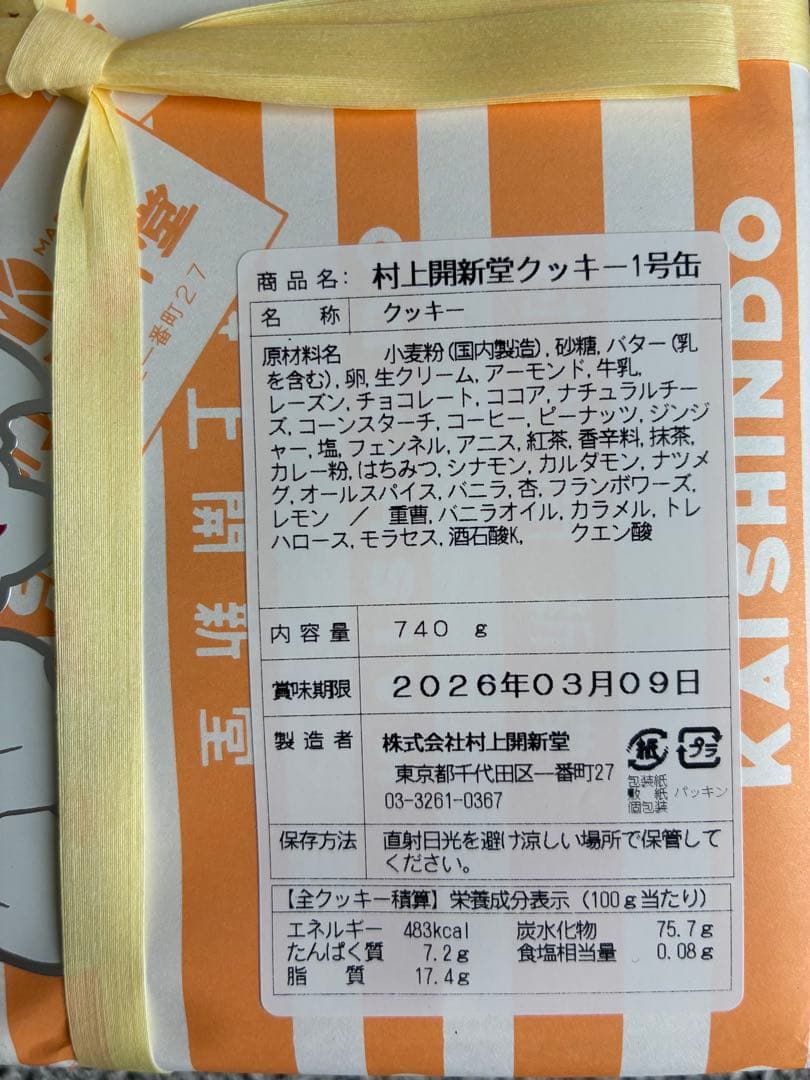 商品名: 村上開新堂クッキー1号缶
名 称 クッキー
原材料名 小麦粉(国内製造), 砂糖, バター(乳
を含む), 卵, 生クリーム, アーモンド, 牛乳,
レーズン, チョコレート, ココア, ナチュラルチー
ズ, コーンスターチ, コーヒー, ピーナッツ, ジンジ
ャー, 塩, フェンネル, アニス, 紅茶, 香辛料, 抹茶,
カレー粉, はちみつ, シナモン, カルダモン, ナツメ
グ, オールスパイス, バニラ, 杏, フランボワーズ,
レモン / 重曹, バニラオイル, カラメル, トレ
ハロース, モラセス, 酒石酸K, クエン酸
内容量 740 g
賞味期限 2026年03月09日
製造者 株式会社村上開新堂
東京都千代田区一番町27
03-3261-0367
紙 プラ
包装紙
敷 紙 パッキン
個包装
保存方法 直射日光を避け涼しい場所で保管して
ください。
【全クッキー積算】栄養成分表示(100g当たり)
エネルギー 483kcal 炭水化物 75.7g
たんぱく質 7.2g 食塩相当量 0.08g
脂 質 17.4g
KAISHINDO
上開新堂
堂
一番町27